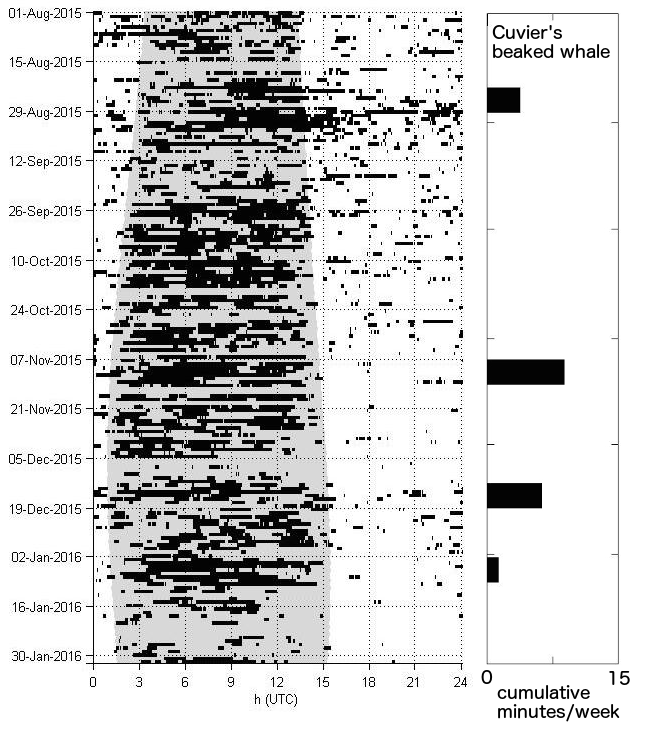 01-Aug-2015
15-Aug-2015
29-Aug-2015
12-Sep-2015
26-Sep-2015
10-Oct-2015
24-Oct-2015
07-Nov-2015
21-Nov-2015
05-Dec-2015
19-Dec-2015
02-Jan-2016
16-Jan-2016
30-Jan-2016
0 3 6 9 12 15 18 21 24
h (UTC)
Cuvier's
beaked whale
0 15
cumulative
minutes/week